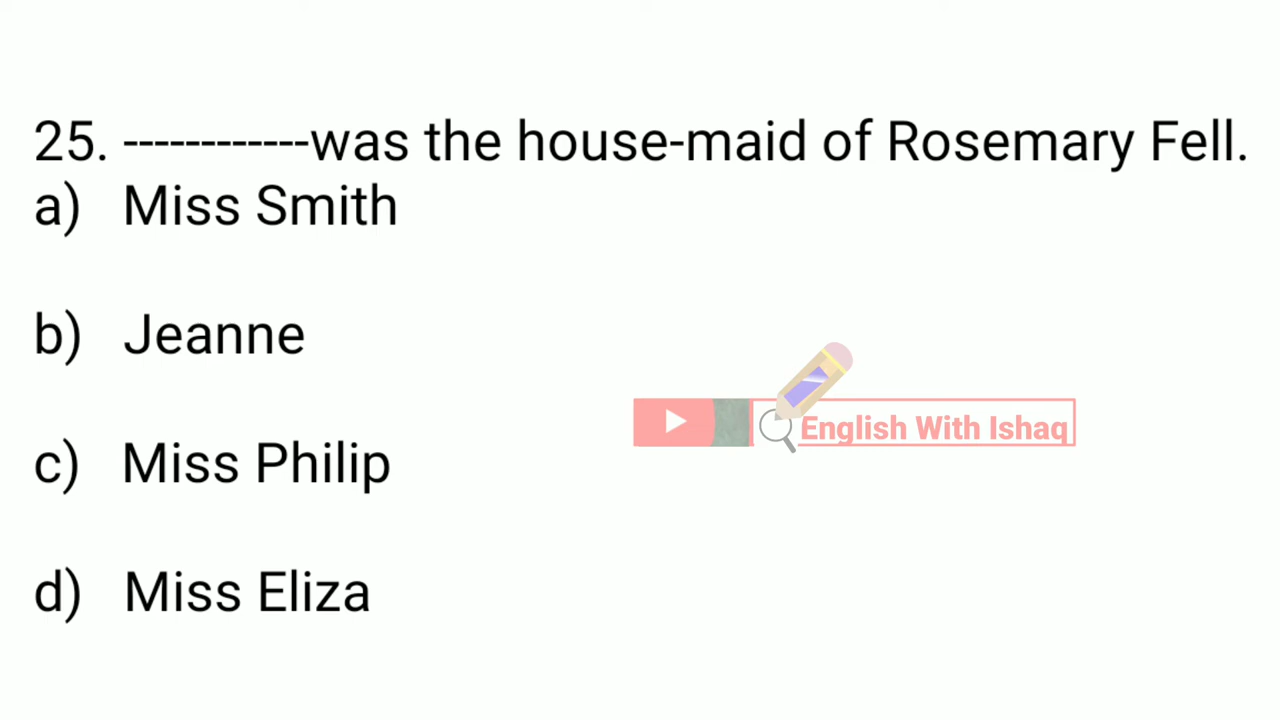 25. ------------was the house-maid of Rosemary Fell.
a) Miss Smith
b) Jeanne
c) Miss Philip
d) Miss Eliza
English With Ishaq